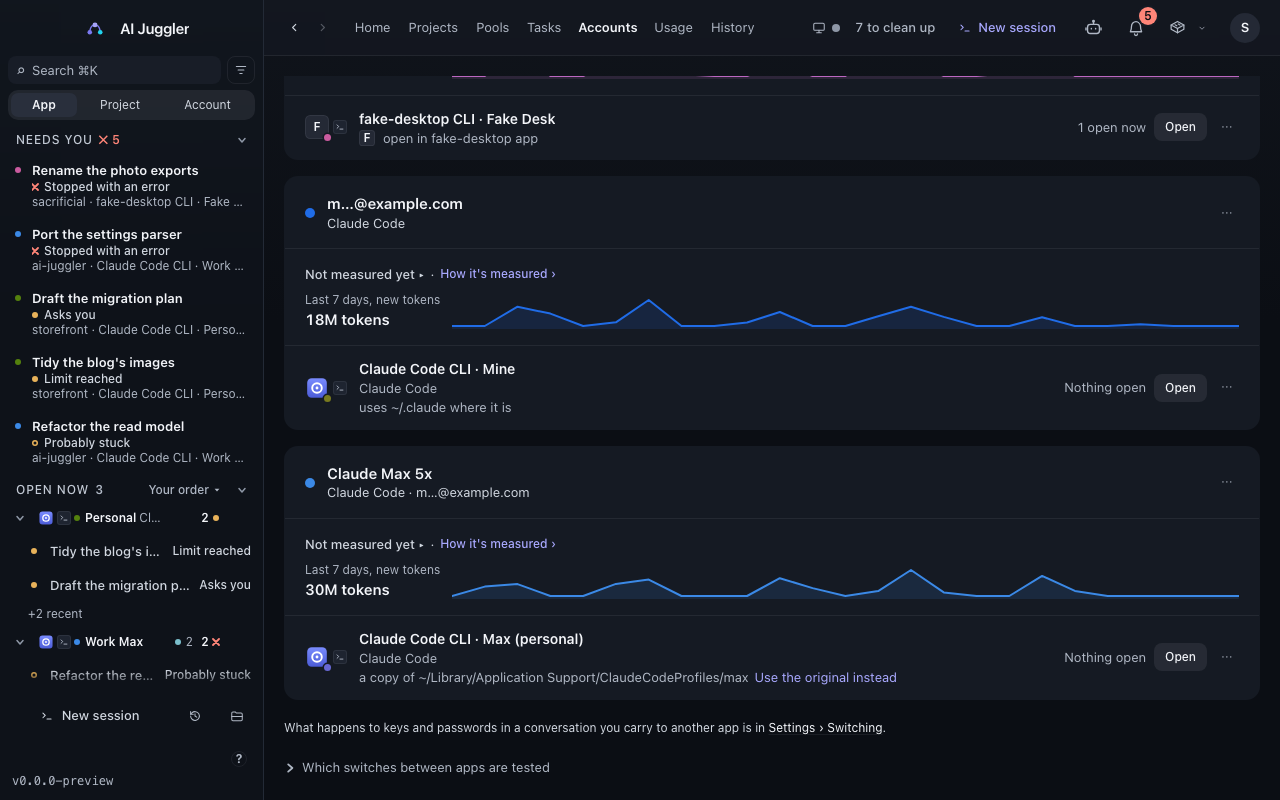 AI Juggler
Search ⌘K
App Project Account
NEEDS YOU 5
Rename the photo exports
Stopped with an error
sacrificial · fake-desktop CLI · Fake ...
Port the settings parser
Stopped with an error
ai-juggler · Claude Code CLI · Work ...
Draft the migration plan
Asks you
storefront · Claude Code CLI · Perso...
Tidy the blog's images
Limit reached
storefront · Claude Code CLI · Perso...
Refactor the read model
Probably stuck
ai-juggler · Claude Code CLI · Work ...
OPEN NOW 3 Your order
Personal Cl... 2
Tidy the blog's i... Limit reached
Draft the migration p... Asks you
+2 recent
Work Max 2 2
Refactor the re... Probably stuck
New session
?
v0.0.0-preview
Home Projects Pools Tasks Accounts Usage History 7 to clean up New session 5 S
F fake-desktop CLI · Fake Desk
F open in fake-desktop app
1 open now Open ...
m...@example.com
Claude Code
...
Not measured yet ▸ · How it's measured ›
Last 7 days, new tokens
18M tokens
Claude Code CLI · Mine
Claude Code
uses ~/.claude where it is
Nothing open Open ...
Claude Max 5x
Claude Code · m...@example.com
...
Not measured yet ▸ · How it's measured ›
Last 7 days, new tokens
30M tokens
Claude Code CLI · Max (personal)
Claude Code
a copy of ~/Library/Application Support/ClaudeCodeProfiles/max Use the original instead
Nothing open Open ...
What happens to keys and passwords in a conversation you carry to another app is in Settings › Switching.
Which switches between apps are tested